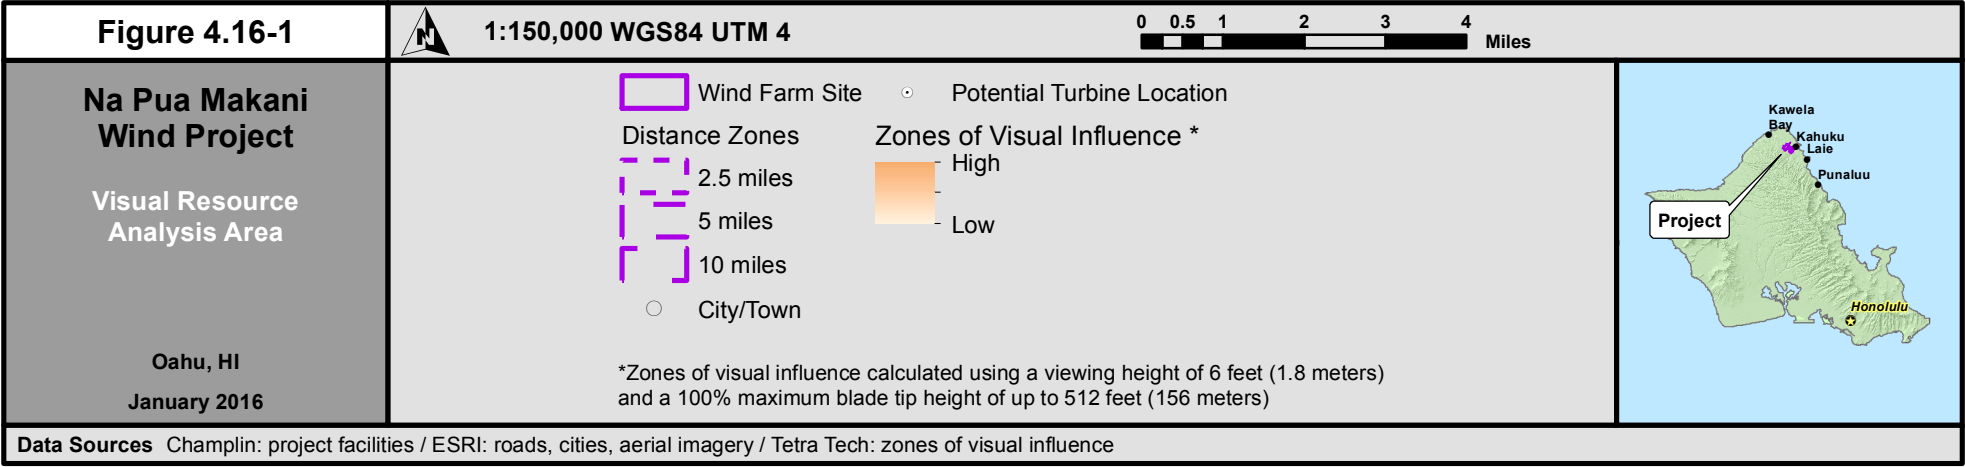 Figure 4.16-1
N
1:150,000 WGS84 UTM 4
0 0.5 1 2 3 4
Miles
Na Pua Makani
Wind Project
Visual Resource
Analysis Area
Oahu, HI
January 2016
Wind Farm Site
Potential Turbine Location
Distance Zones
2.5 miles
5 miles
10 miles
City/Town
Zones of Visual Influence *
High
Low
*Zones of visual influence calculated using a viewing height of 6 feet (1.8 meters)
and a 100% maximum blade tip height of up to 512 feet (156 meters)
Kawela
Bay
Kahuku
Laie
Punaluu
Project
Honolulu
Data Sources Champlin: project facilities / ESRI: roads, cities, aerial imagery / Tetra Tech: zones of visual influence